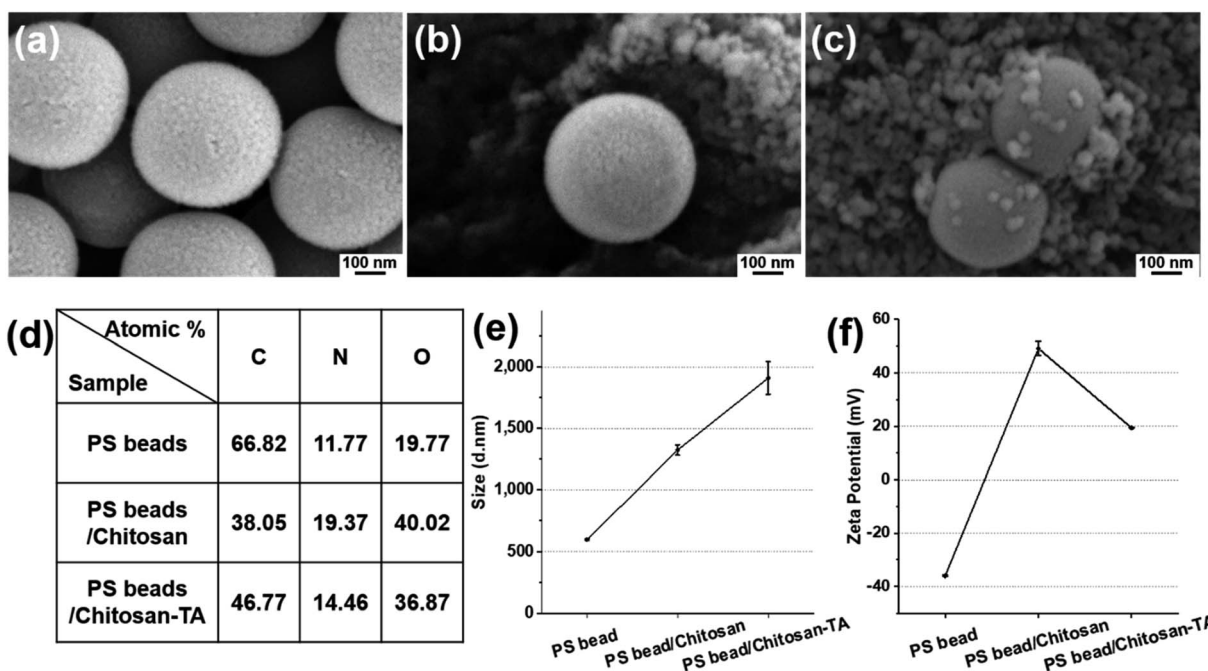 (a)
100 nm
(b)
100 nm
(c)
100 nm
(d)
Atomic %
Sample
C
N
O
PS beads
66.82
11.77
19.77
PS beads
/Chitosan
38.05
19.37
40.02
PS beads
/Chitosan-TA
46.77
14.46
36.87
(e)
Size (d.nm)
2,000
1,500
1,000
500
0
PS bead
PS bead/Chitosan
PS bead/Chitosan-TA
(f)
Zeta Potential (mV)
60
40
20
0
-20
-40
PS bead
PS bead/Chitosan
PS bead/Chitosan-TA